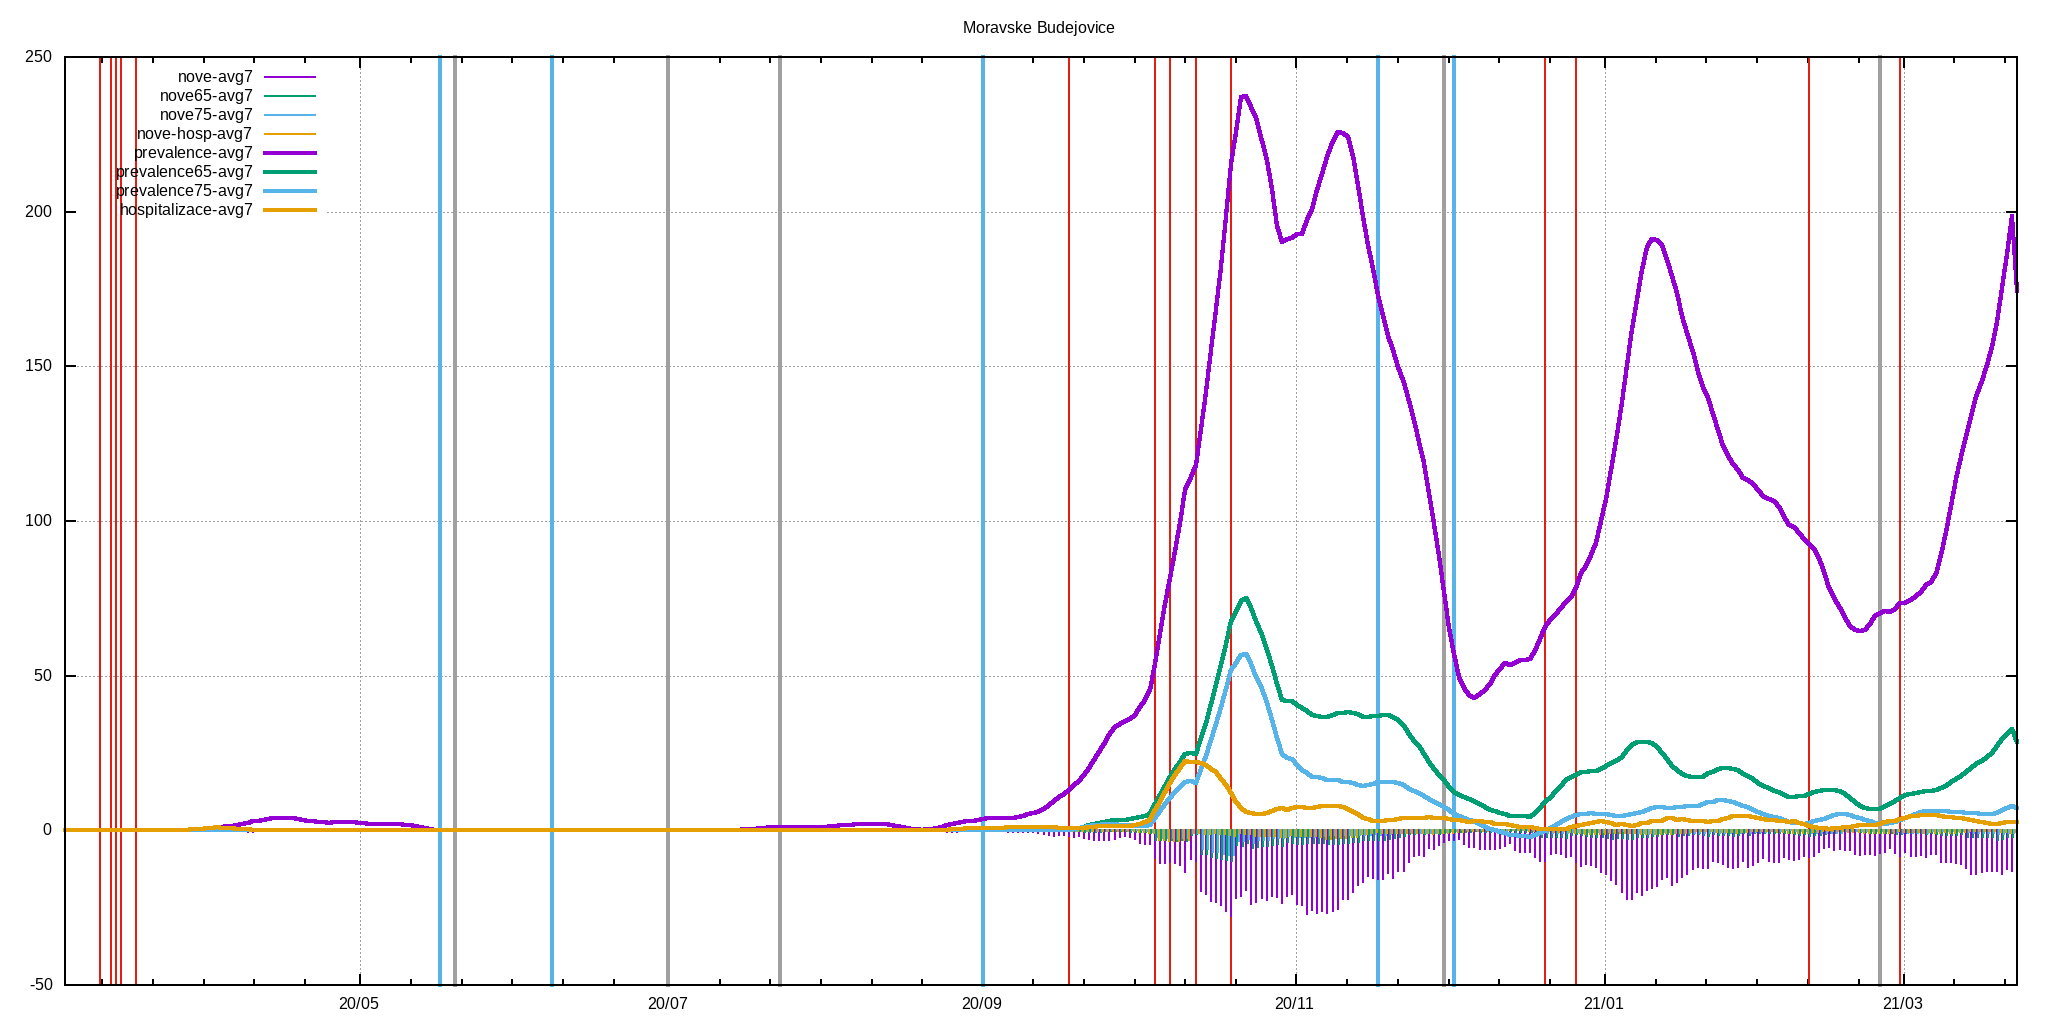 Moravske Budejovice
250
200
150
100
50
0
-50
nove-avg7
nove65-avg7
nove75-avg7
nove-hosp-avg7
prevalence-avg7
prevalence65-avg7
prevalence75-avg7
hospitalizace-avg7
20/05 20/07 20/09 20/11 21/01 21/03